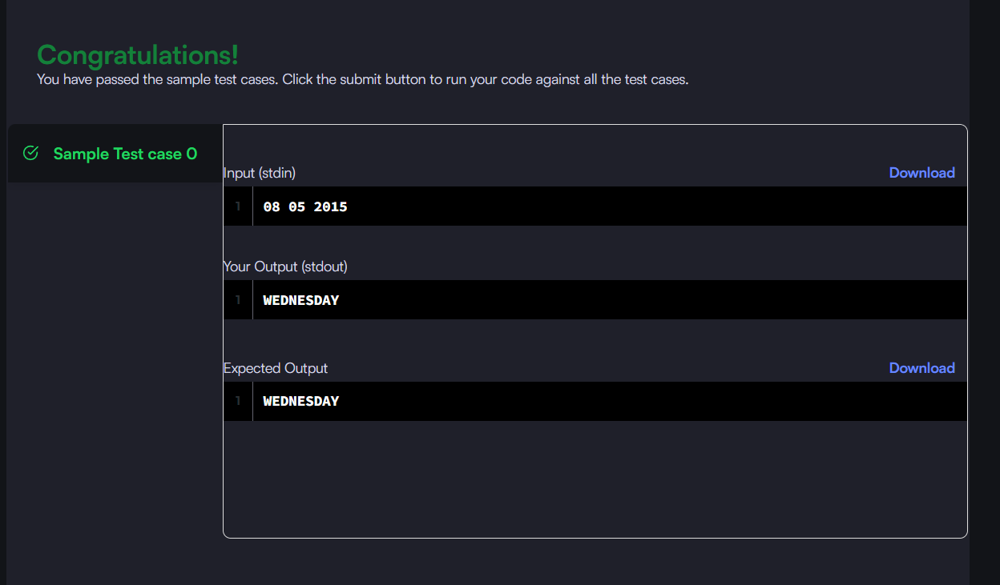 Congratulations!
You have passed the sample test cases. Click the submit button to run your code against all the test cases.
Sample Test case 0
Input (stdin)
Download
1
08 05 2015
Your Output (stdout)
1
WEDNESDAY
Expected Output
Download
1
WEDNESDAY